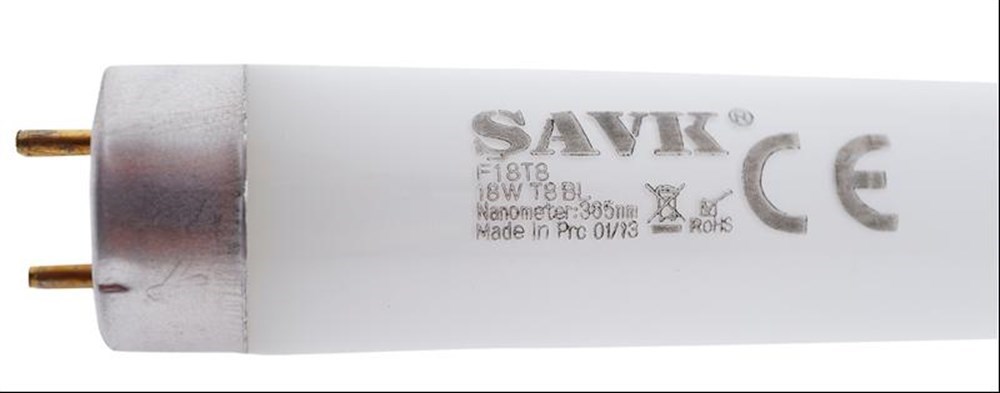 SAVK®
F18T8
18W T8 BL
Nanometer:365nm
Made in Prc 01/13
ROHS
CE